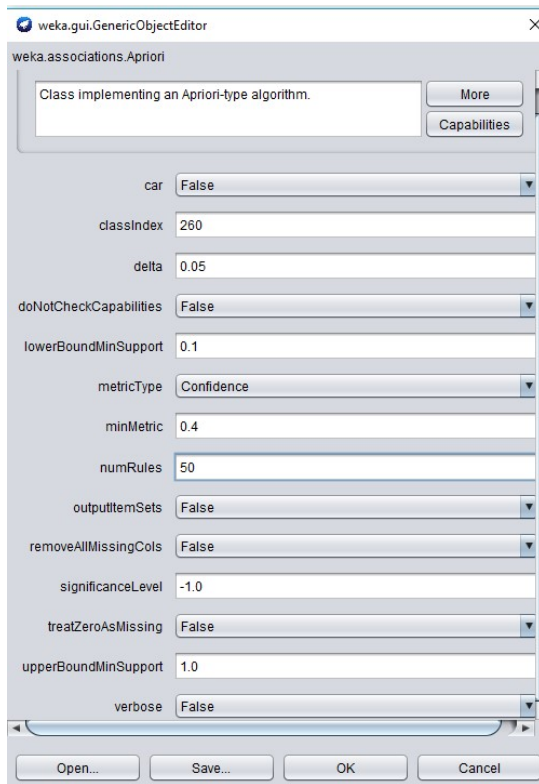 weka.gui.GenericObjectEditor
weka.associations.Apriori
Class implementing an Apriori-type algorithm.
More
Capabilities
car False
classIndex 260
delta 0.05
doNotCheckCapabilities False
lowerBoundMinSupport 0.1
metricType Confidence
minMetric 0.4
numRules 50
outputItemSets False
removeAllMissingCols False
significanceLevel -1.0
treatZeroAsMissing False
upperBoundMinSupport 1.0
verbose False
Open... Save... OK Cancel